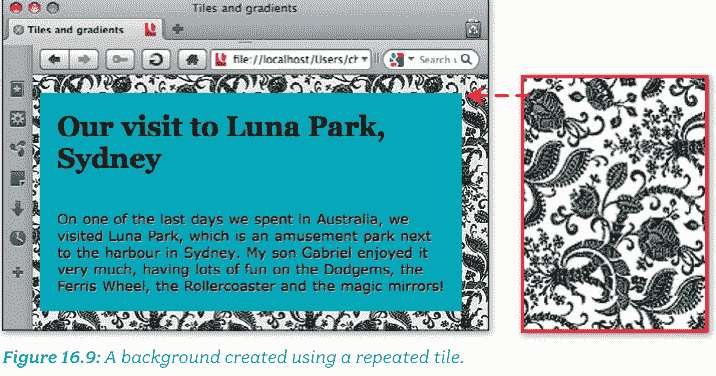 Tiles and gradients
Tiles and gradients
file://localhost/Users/ch
Search
Our visit to Luna Park,
Sydney
On one of the last days we spent in Australia, we
visited Luna Park, which is an amusement park next
to the harbour in Sydney. My son Gabriel enjoyed it
very much, having lots of fun on the Dodgems, the
Ferris Wheel, the Rollercoaster and the magic mirrors!
Figure 16.9: A background created using a repeated tile.